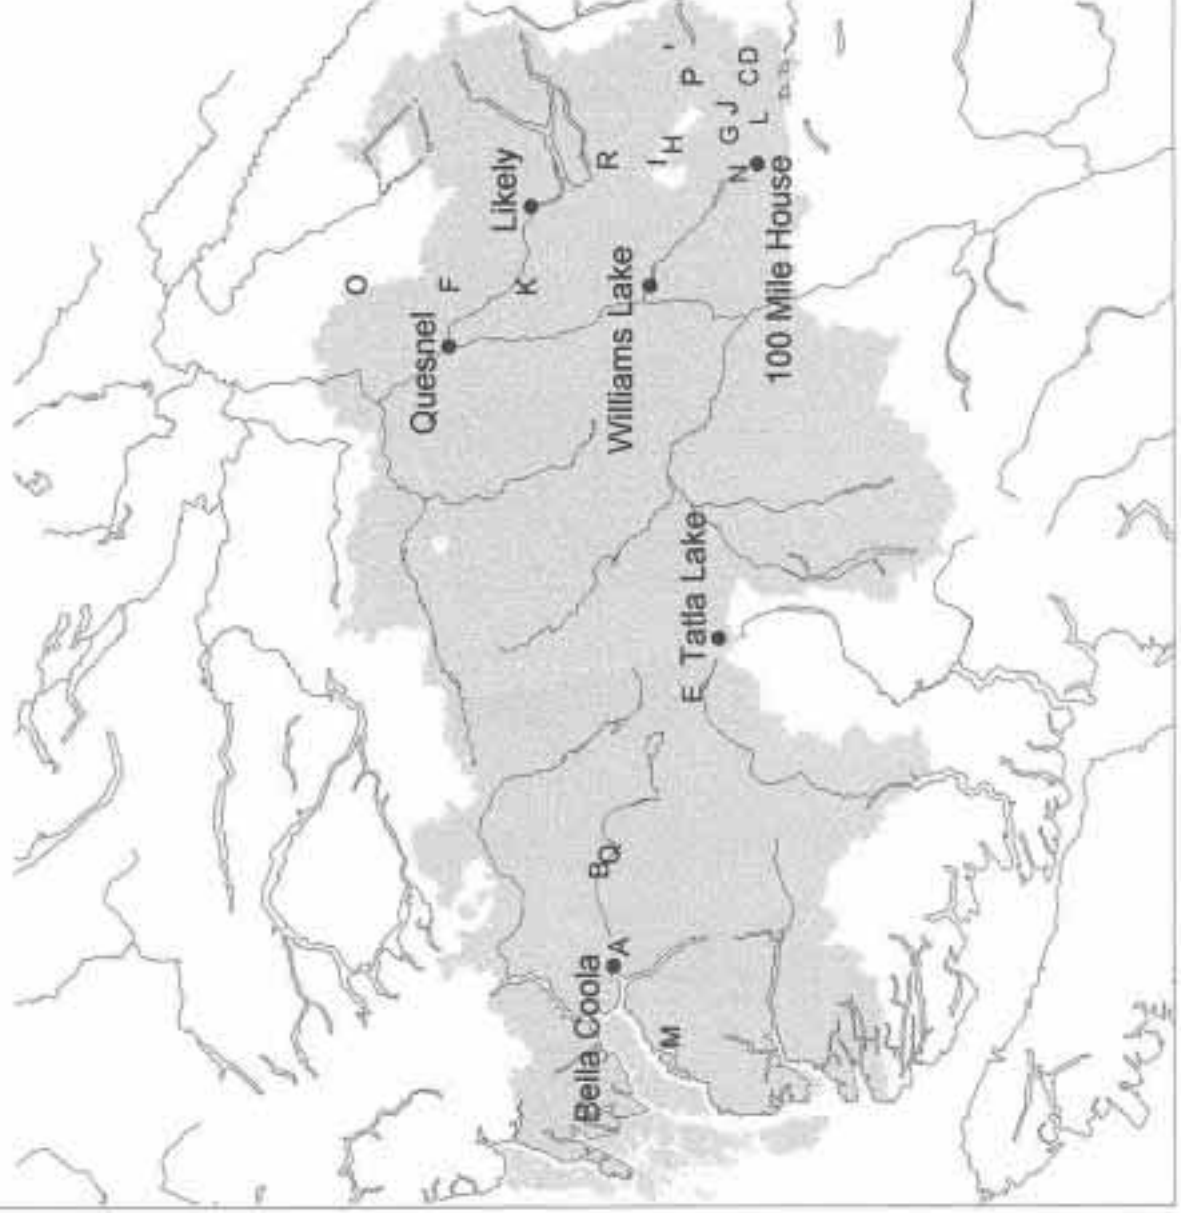 O
Quesnel
F
Likely
K
Bella Coola
B
R
Q
A
Williams Lake
I
H
M
E Tatla Lake
P
G J
N
C D
L
100 Mile House